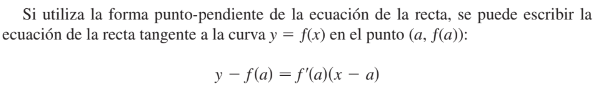 Si utiliza la forma punto-pendiente de la ecuación de la recta, se puede escribir la
ecuación de la recta tangente a la curva y = f(x) en el punto (a, f(a)):
y − f(a) = f′(a)(x − a)